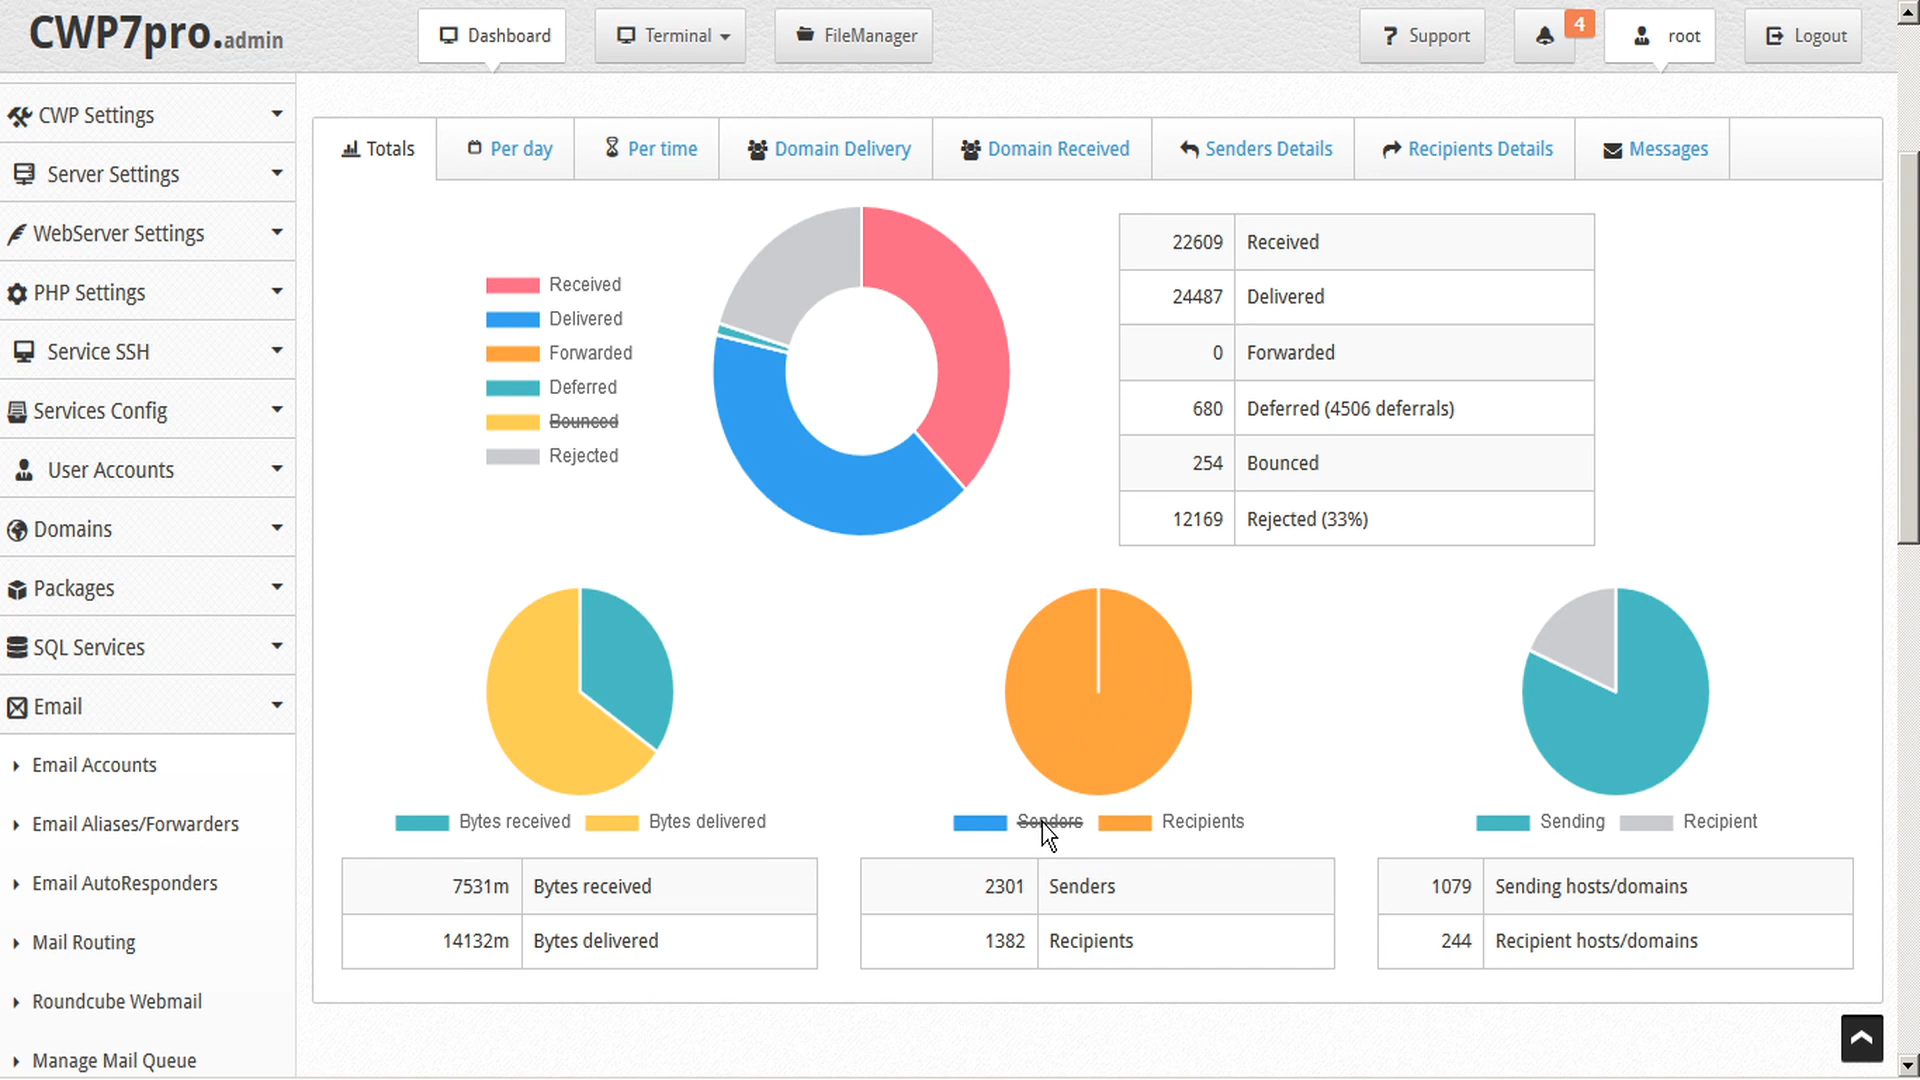 CWP7pro.admin
Dashboard
Terminal
FileManager
? Support
4
root
Logout
CWP Settings
Server Settings
WebServer Settings
PHP Settings
Service SSH
Services Config
User Accounts
Domains
Packages
SQL Services
Email
Email Accounts
Email Aliases/Forwarders
Email AutoResponders
Mail Routing
Roundcube Webmail
Manage Mail Queue
Totals
Per day
Per time
Domain Delivery
Domain Received
Senders Details
Recipients Details
Messages
Received
Delivered
Forwarded
Deferred
Bounced
Rejected
22609 Received
24487 Delivered
0 Forwarded
680 Deferred (4506 deferrals)
254 Bounced
12169 Rejected (33%)
Bytes received Bytes delivered
7531m Bytes received
14132m Bytes delivered
Senders Recipients
2301 Senders
1382 Recipients
Sending Recipient
1079 Sending hosts/domains
244 Recipient hosts/domains